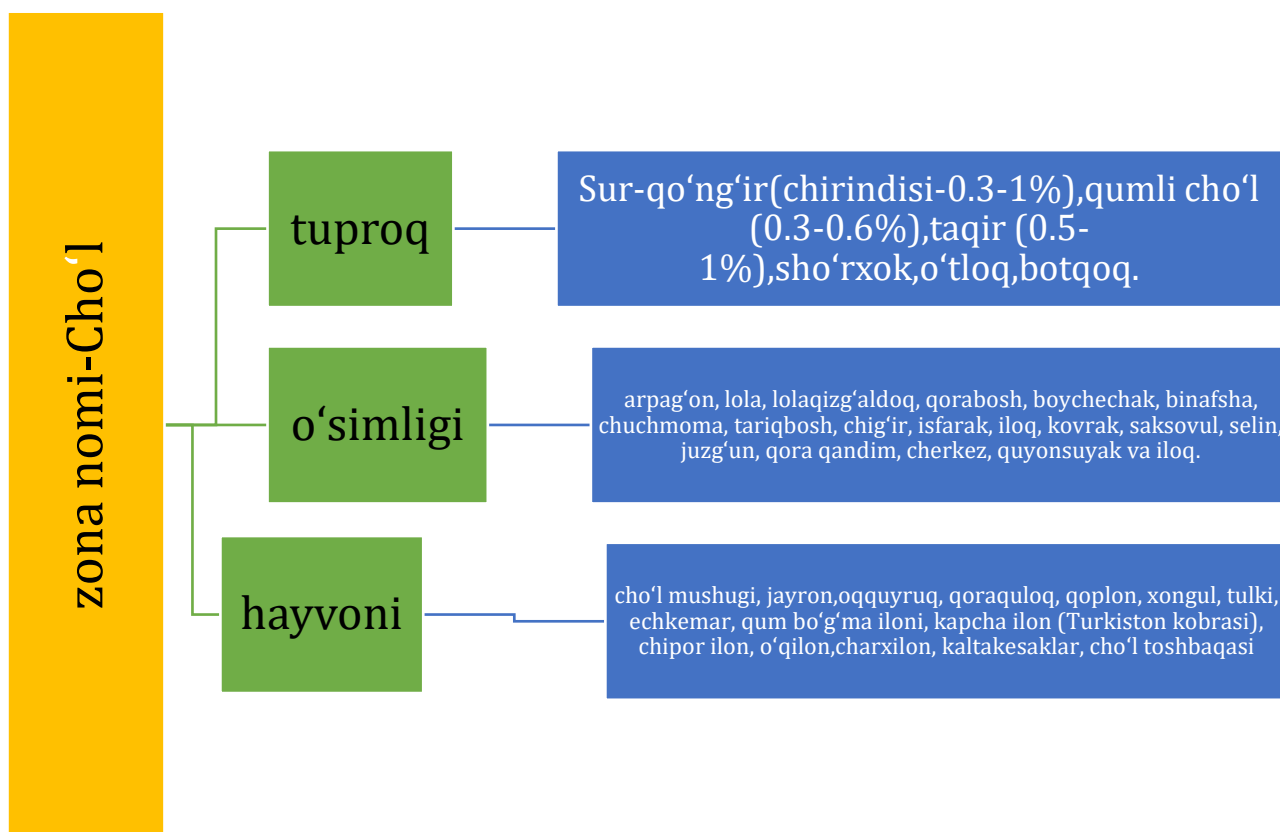 zona nomi-Cho‘l
tuproq
Sur-qo‘ng‘ir(chirindisi-0.3-1%),qumli cho‘l
(0.3-0.6%),taqir (0.5-
1%),sho‘rxok,o‘tloq,botqoq.
o‘simligi
arpag‘on, lola, lolaqizg‘aldoq, qorabosh, boychechak, binafsha,
chuchmoma, tariqbosh, chig‘ir, isfarak, iloq, kovrak, saksovul, selin,
juzg‘un, qora qandim, cherkez, quyonsuyak va iloq.
hayvoni
cho‘l mushugi, jayron,oqquyruq, qoraquloq, qoplon, xongul, tulki,
echkemar, qum bo‘g‘ma iloni, kapcha ilon (Turkiston kobrasi),
chipor ilon, o‘qilon,charxilon, kaltakesaklar, cho‘l toshbaqasi